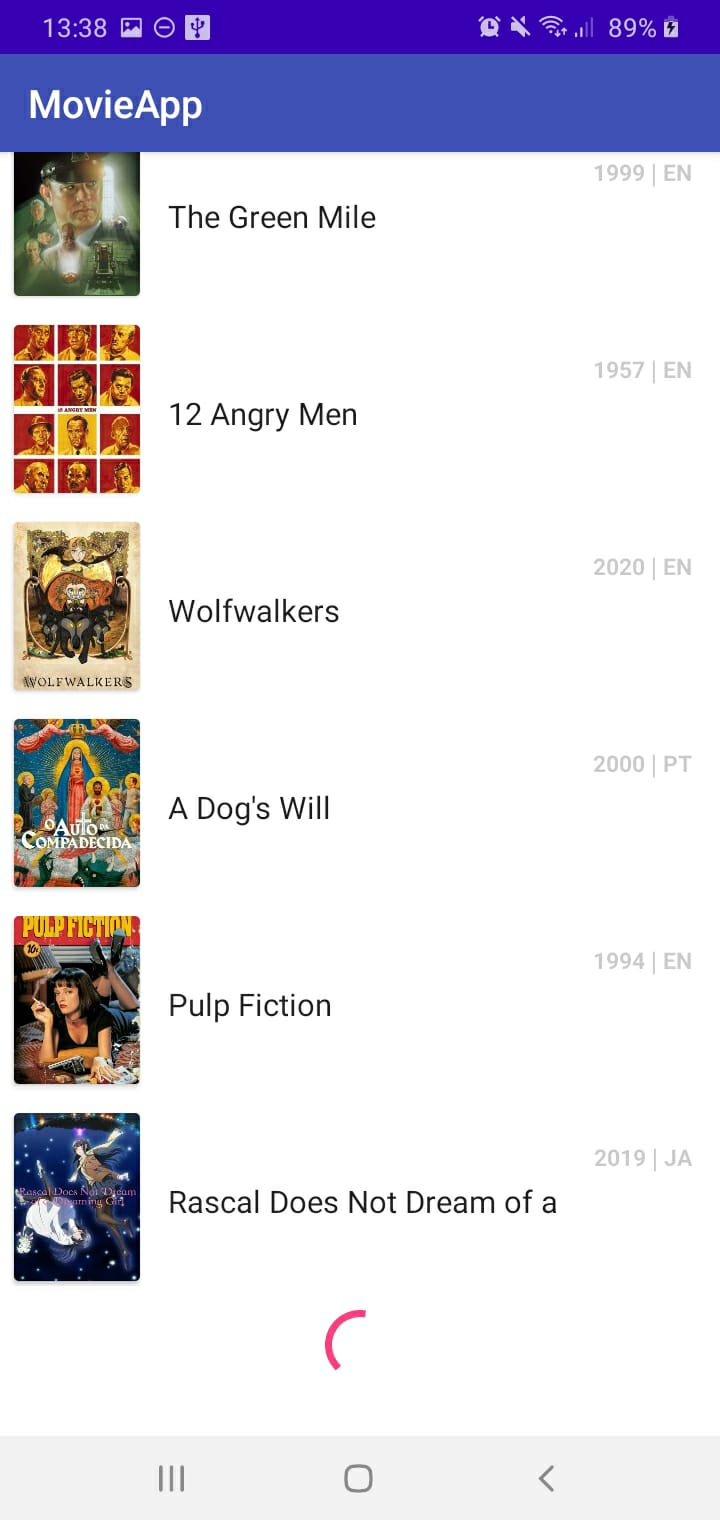 13:38 89%
MovieApp
1999 | EN
The Green Mile
1957 | EN
12 ANGRY MEN
12 Angry Men
2020 | EN
Wolfwalkers
WOLFWALKERS
2000 | PT
A Dog's Will
O AUTO DA
COMPADECIDA
PULP FICTION
10¢
1994 | EN
Pulp Fiction
2019 | JA
Rascal Does Not Dream
of a Dreaming Girl
Rascal Does Not Dream of a